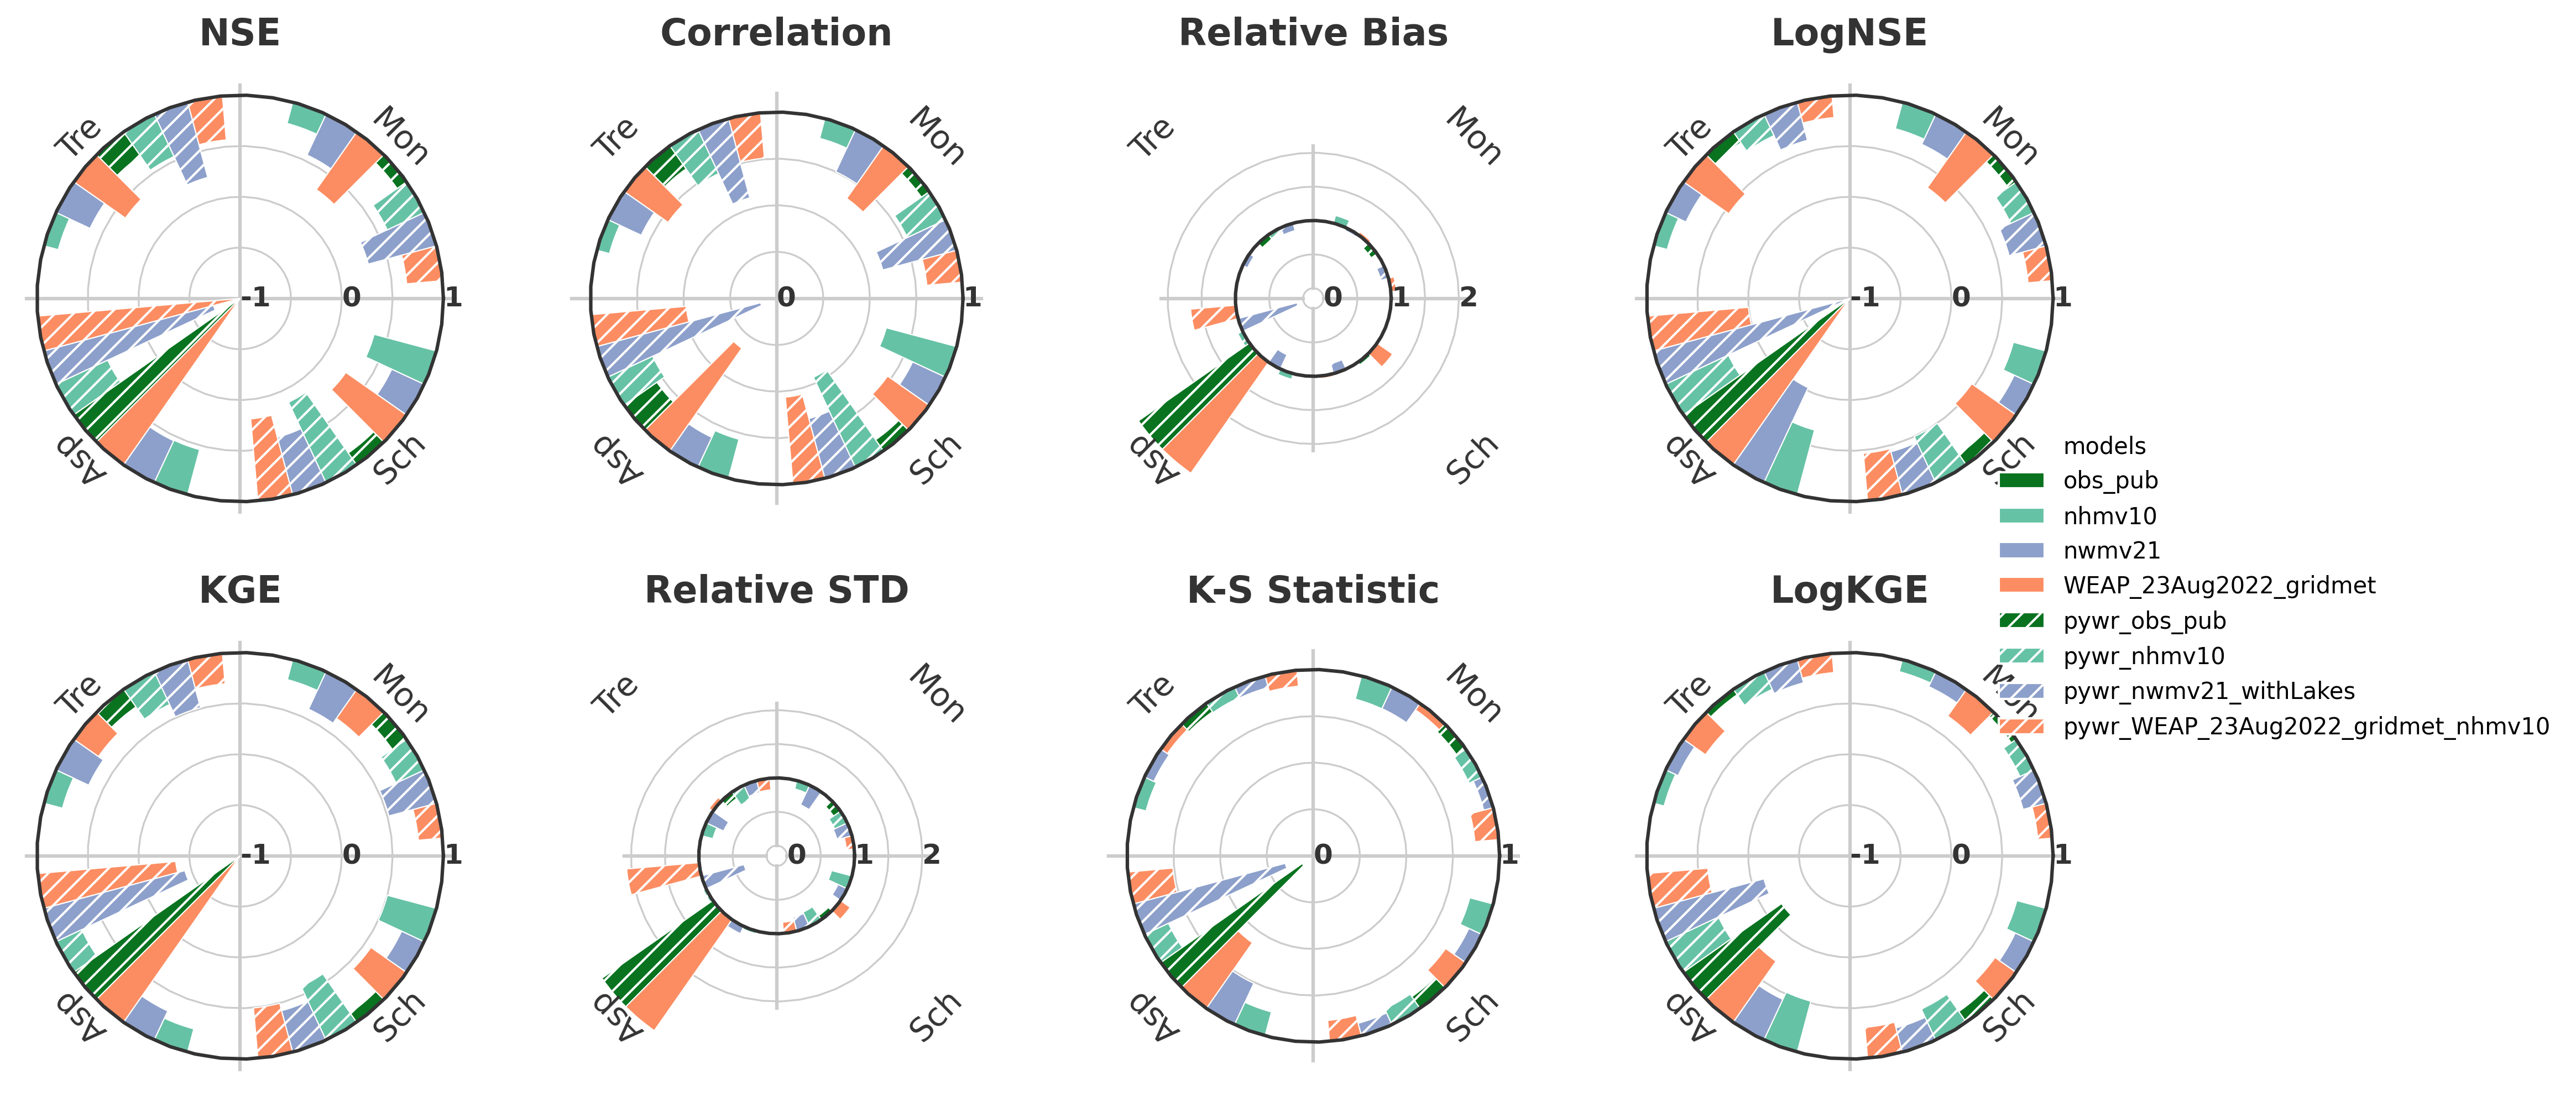 NSE
Correlation
Relative Bias
LogNSE
Tre
Mon
-1
0
1
Asp
Sch
Tre
Mon
0
1
Asp
Sch
Tre
Mon
0
1
2
Asp
Sch
Tre
Mon
-1
0
1
Asp
Sch
models
obs_pub
nhmv10
nwmv21
WEAP_23Aug2022_gridmet
pywr_obs_pub
pywr_nhmv10
pywr_nwmv21_withLakes
pywr_WEAP_23Aug2022_gridmet_nhmv10
KGE
Relative STD
K-S Statistic
LogKGE
Tre
Mon
-1
0
1
Asp
Sch
Tre
Mon
0
1
2
Asp
Sch
Tre
Mon
0
1
Asp
Sch
Tre
Mon
-1
0
1
Asp
Sch